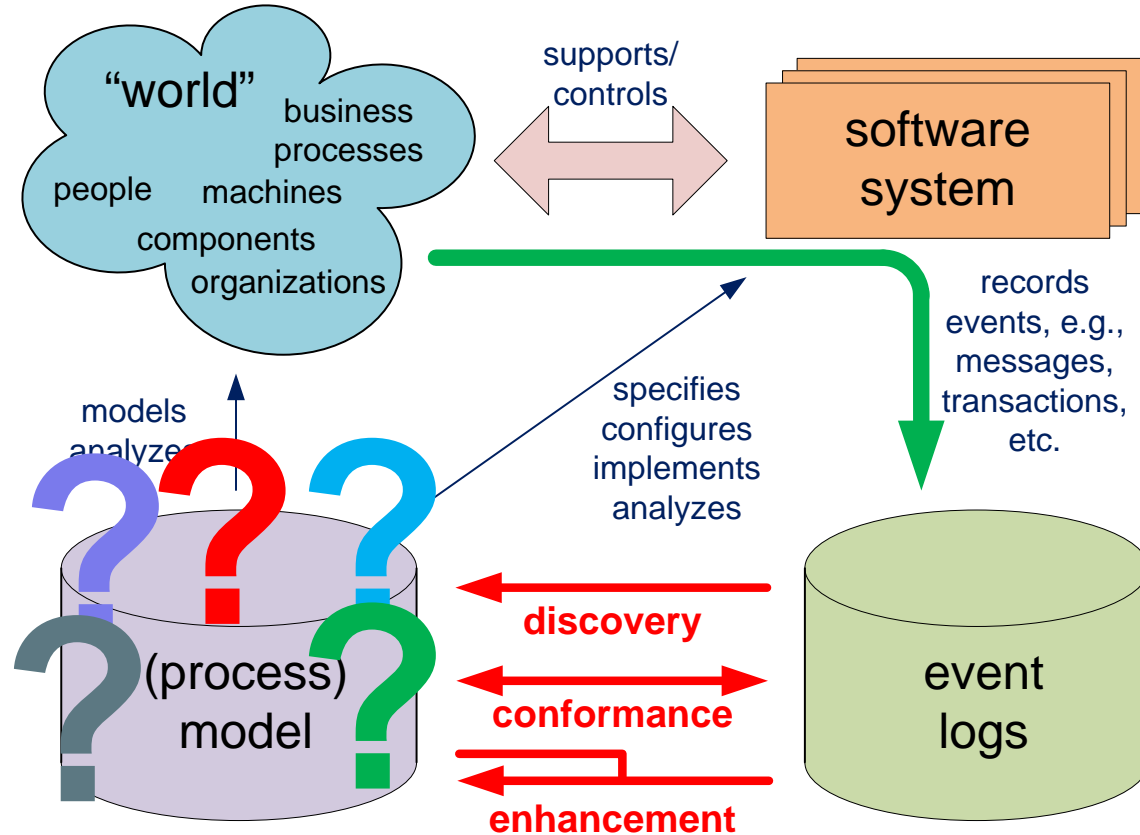 “world”
business
processes
people
machines
components
organizations
supports/
controls
software
system
records
events, e.g.,
messages,
transactions,
etc.
models
analyzes
specifies
configures
implements
analyzes
?
?
?
?
?
(process)
model
discovery
conformance
enhancement
event
logs